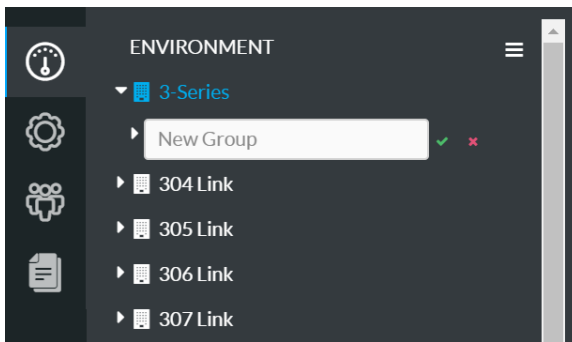 ENVIRONMENT
3-Series
New Group
304 Link
305 Link
306 Link
307 Link